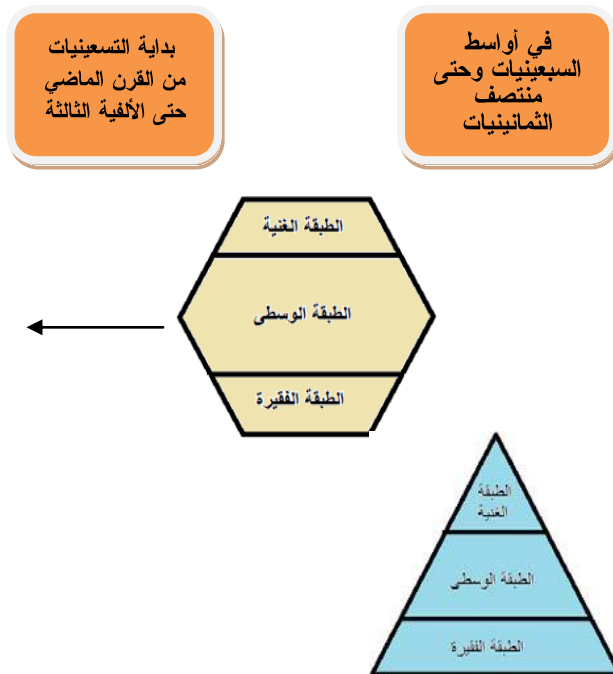 في أواسط
السبعينيات وحتى
منتصف
الثمانينيات
بداية التسعينيات
من القرن الماضي
حتى الألفية الثالثة
الطبقة الغنية
الطبقة الوسطى
الطبقة الفقيرة
الطبقة
الغنية
الطبقة الوسطى
الطبقة الفقيرة